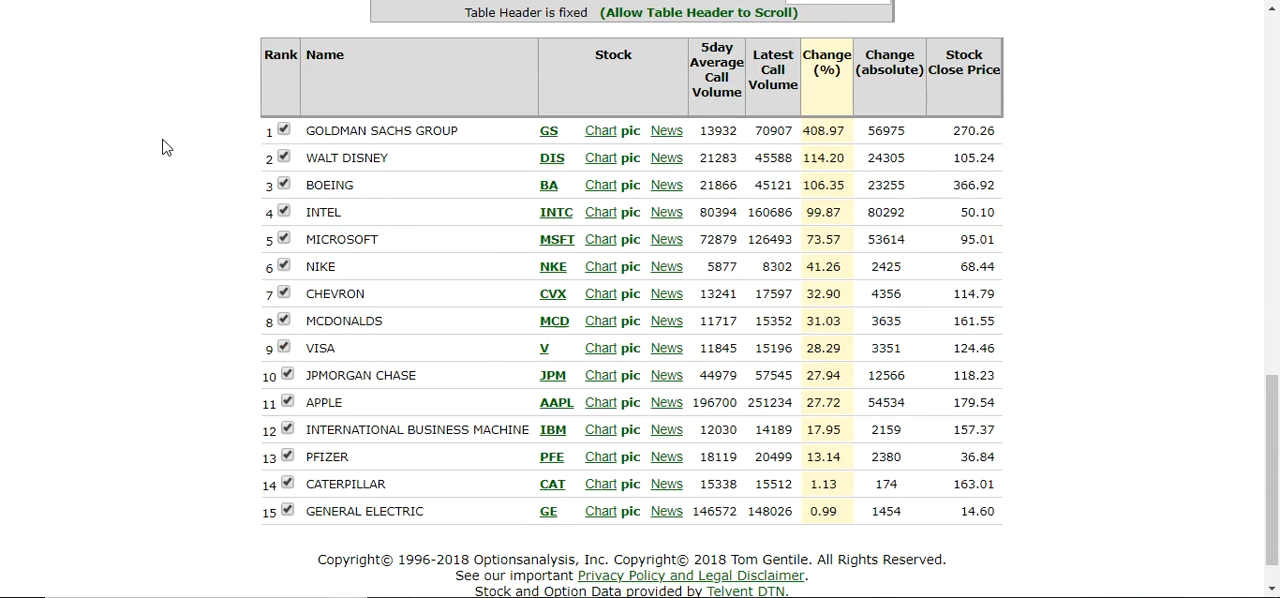 Table Header is fixed (Allow Table Header to Scroll)
Rank Name Stock 5day Average Call Volume Latest Call Volume Change (%) Change (absolute) Stock Close Price
1 GOLDMAN SACHS GROUP GS Chart pic News 13932 70907 408.97 56975 270.26
2 WALT DISNEY DIS Chart pic News 21283 45588 114.20 24305 105.24
3 BOEING BA Chart pic News 21866 45121 106.35 23255 366.92
4 INTEL INTC Chart pic News 80394 160686 99.87 80292 50.10
5 MICROSOFT MSFT Chart pic News 72879 126493 73.57 53614 95.01
6 NIKE NKE Chart pic News 5877 8302 41.26 2425 68.44
7 CHEVRON CVX Chart pic News 13241 17597 32.90 4356 114.79
8 MCDONALDS MCD Chart pic News 11717 15352 31.03 3635 161.55
9 VISA V Chart pic News 11845 15196 28.29 3351 124.46
10 JPMORGAN CHASE JPM Chart pic News 44979 57545 27.94 12566 118.23
11 APPLE AAPL Chart pic News 196700 251234 27.72 54534 179.54
12 INTERNATIONAL BUSINESS MACHINE IBM Chart pic News 12030 14189 17.95 2159 157.37
13 PFIZER PFE Chart pic News 18119 20499 13.14 2380 36.84
14 CATERPILLAR CAT Chart pic News 15338 15512 1.13 174 163.01
15 GENERAL ELECTRIC GE Chart pic News 146572 148026 0.99 1454 14.60
Copyright© 1996-2018 Optionsanalysis, Inc. Copyright© 2018 Tom Gentile. All Rights Reserved.
See our important Privacy Policy and Legal Disclaimer.
Stock and Option Data provided by Telvent DTN.